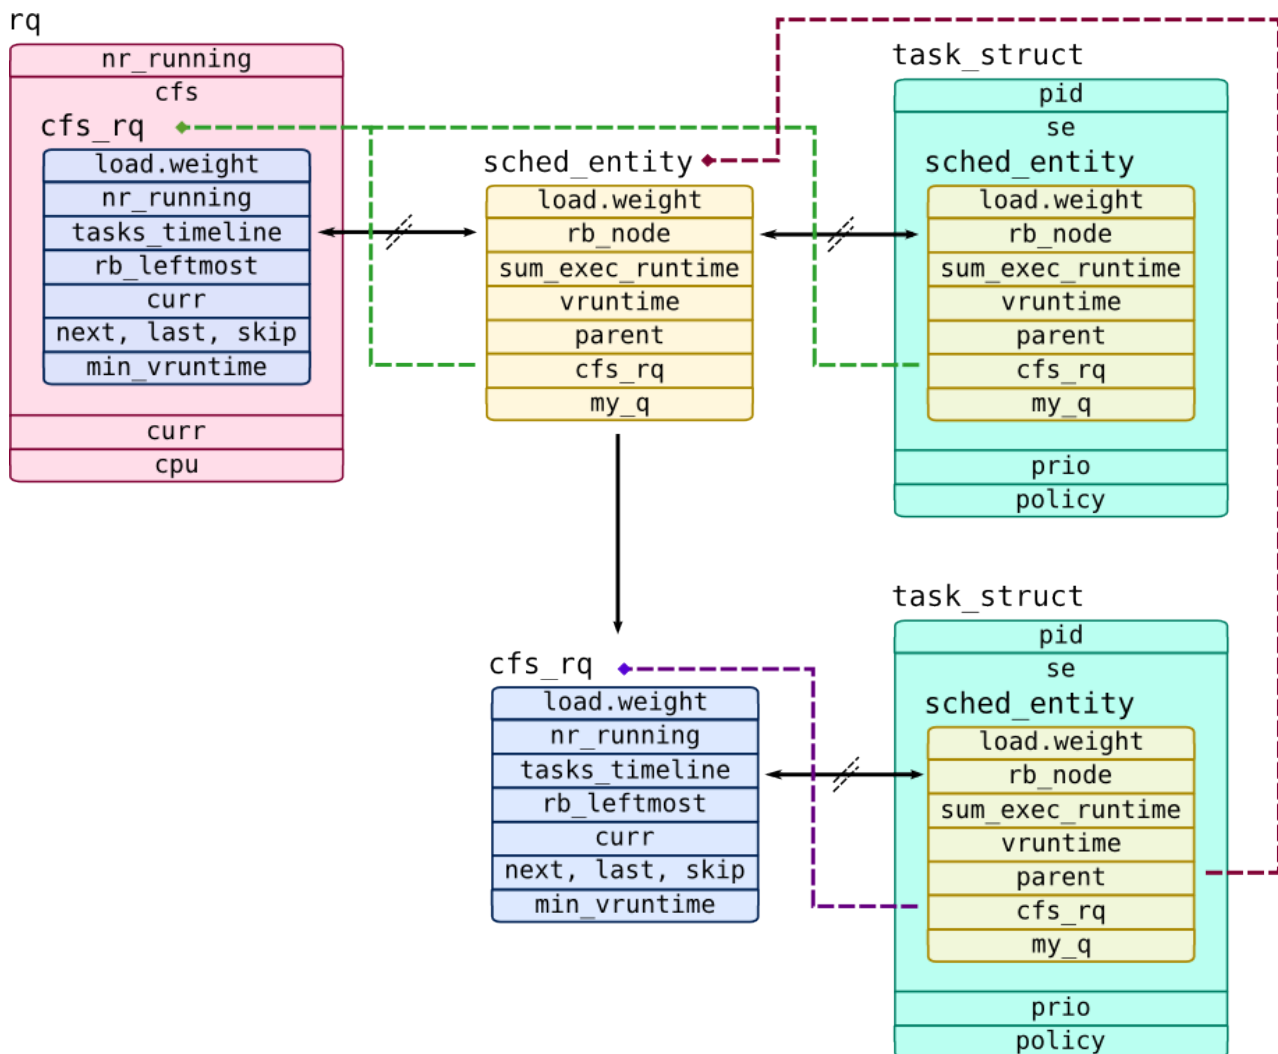 rq
nr_running
cfs
cfs_rq
load.weight
nr_running
tasks_timeline
rb_leftmost
curr
next, last, skip
min_vruntime
curr
cpu
sched_entity
load.weight
rb_node
sum_exec_runtime
vruntime
parent
cfs_rq
my_q
task_struct
pid
se
sched_entity
load.weight
rb_node
sum_exec_runtime
vruntime
parent
cfs_rq
my_q
prio
policy
cfs_rq
load.weight
nr_running
tasks_timeline
rb_leftmost
curr
next, last, skip
min_vruntime
task_struct
pid
se
sched_entity
load.weight
rb_node
sum_exec_runtime
vruntime
parent
cfs_rq
my_q
prio
policy